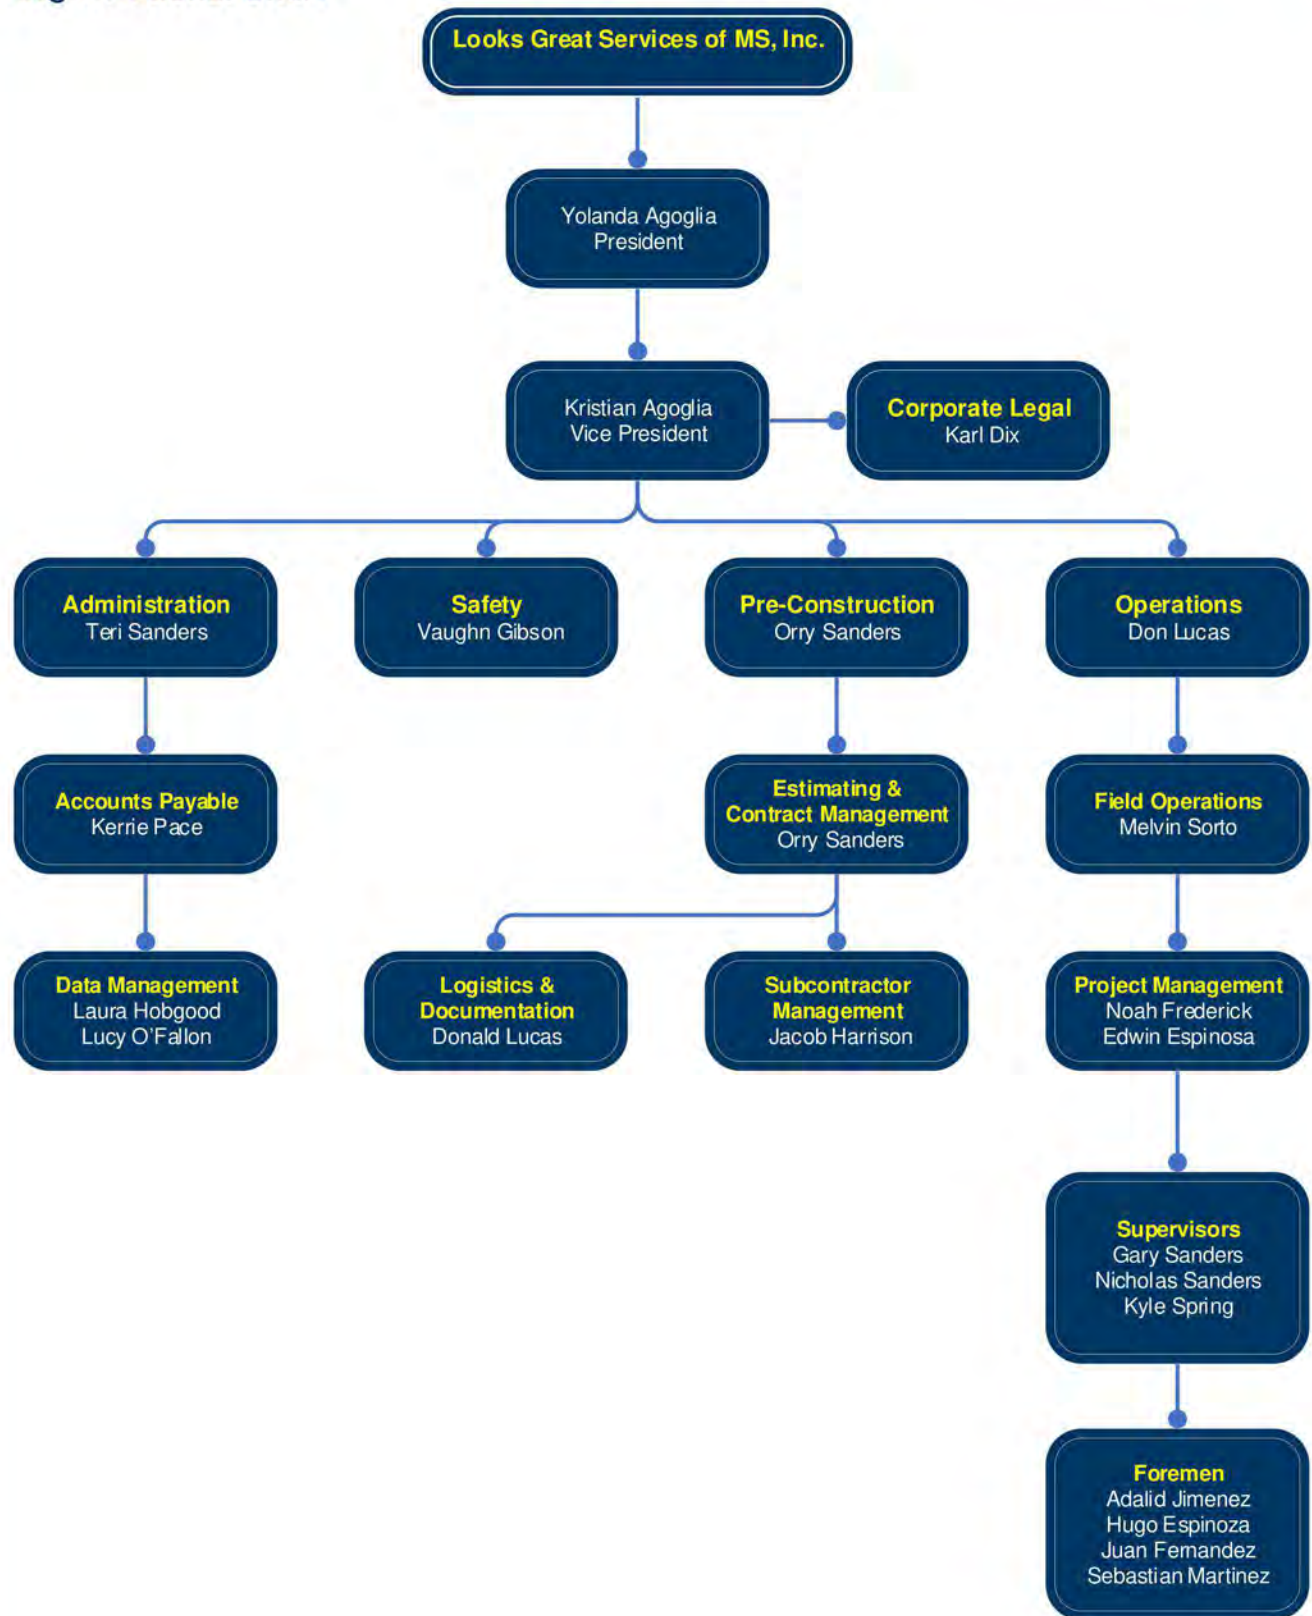 Looks Great Services of MS, Inc.
Yolanda Agoglia
President
Kristian Agoglia
Vice President
Corporate Legal
Karl Dix
Administration
Teri Sanders
Safety
Vaughn Gibson
Pre-Construction
Orry Sanders
Operations
Don Lucas
Accounts Payable
Kerrie Pace
Estimating &
Contract Management
Orry Sanders
Field Operations
Melvin Sorto
Data Management
Laura Hobgood
Lucy O'Fallon
Logistics &
Documentation
Donald Lucas
Subcontractor
Management
Jacob Harrison
Project Management
Noah Frederick
Edwin Espinosa
Supervisors
Gary Sanders
Nicholas Sanders
Kyle Spring
Foremen
Adalid Jimenez
Hugo Espinoza
Juan Fernandez
Sebastian Martinez